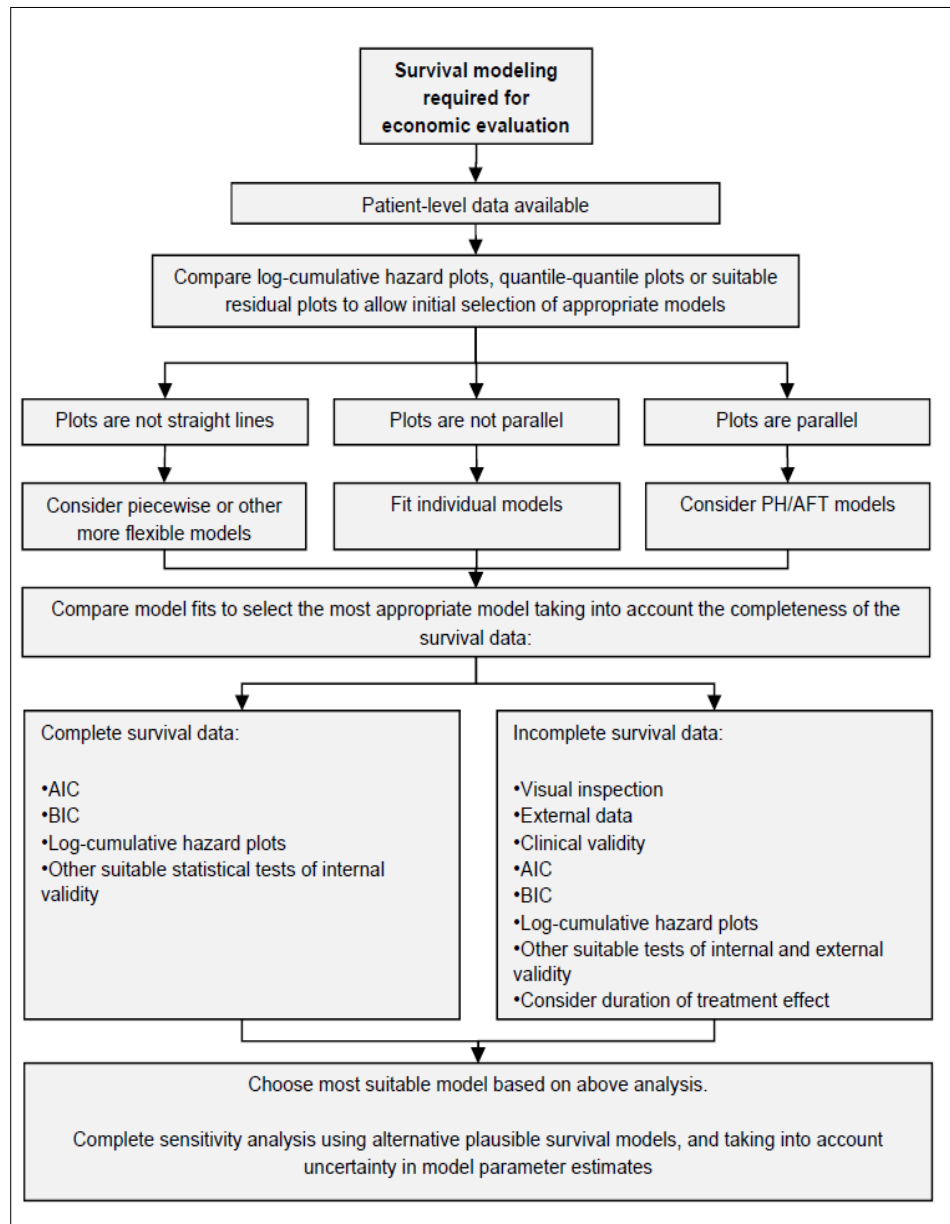 Survival modeling
required for
economic evaluation
Patient-level data available
Compare log-cumulative hazard plots, quantile-quantile plots or suitable
residual plots to allow initial selection of appropriate models
Plots are not straight lines
Plots are not parallel
Plots are parallel
Consider piecewise or other
more flexible models
Fit individual models
Consider PH/AFT models
Compare model fits to select the most appropriate model taking into account the completeness of the
survival data:
Complete survival data:
•AIC
•BIC
•Log-cumulative hazard plots
•Other suitable statistical tests of internal
validity
Incomplete survival data:
•Visual inspection
•External data
•Clinical validity
•AIC
•BIC
•Log-cumulative hazard plots
•Other suitable tests of internal and external
validity
•Consider duration of treatment effect
Choose most suitable model based on above analysis.
Complete sensitivity analysis using alternative plausible survival models, and taking into account
uncertainty in model parameter estimates